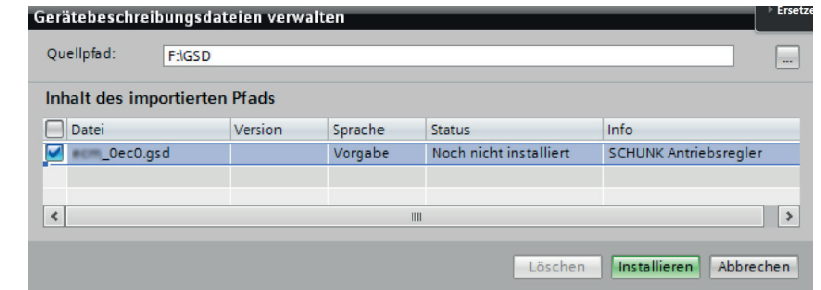 Gerätebeschreibungsdateien verwalten
Ersetze
Quellpfad: F:\GSD ...
Inhalt des importierten Pfads
Datei Version Sprache Status Info
_0ec0.gsd Vorgabe Noch nicht installiert SCHUNK Antriebsregler
Löschen Installieren Abbrechen